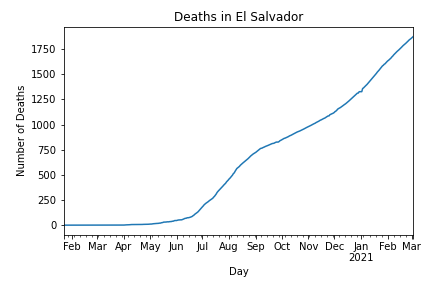 Deaths in El Salvador
Number of Deaths
1750
1500
1250
1000
750
500
250
0
Feb Mar Apr May Jun Jul Aug Sep Oct Nov Dec Jan Feb Mar
2021
Day